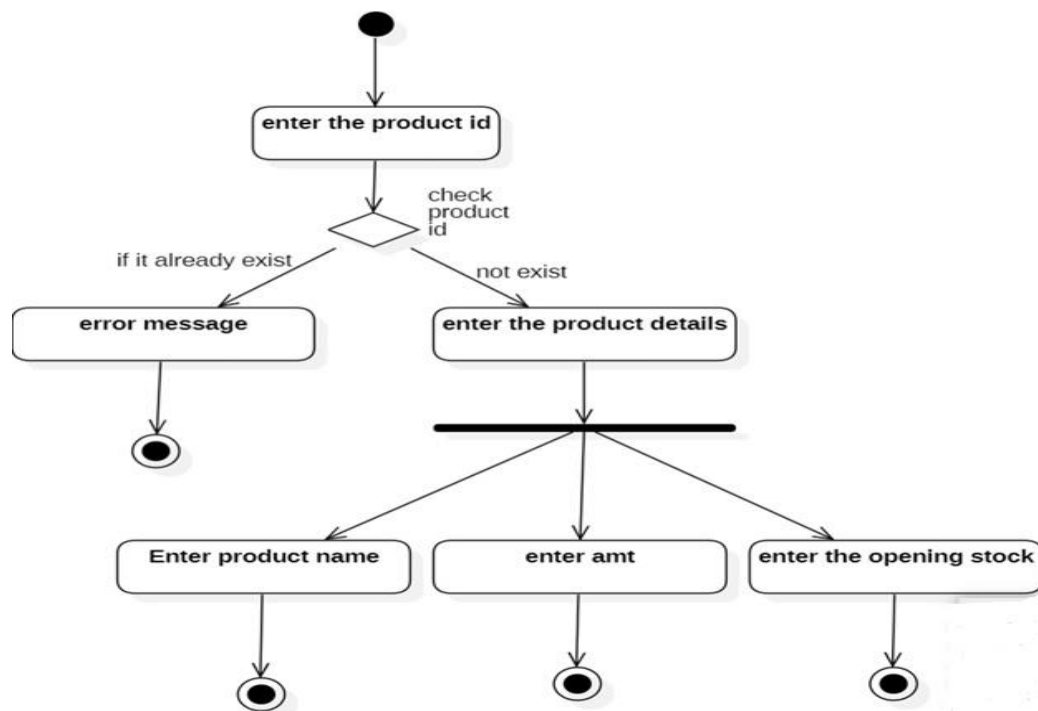 enter the product id
check
product
id
if it already exist
not exist
error message
enter the product details
Enter product name
enter amt
enter the opening stock